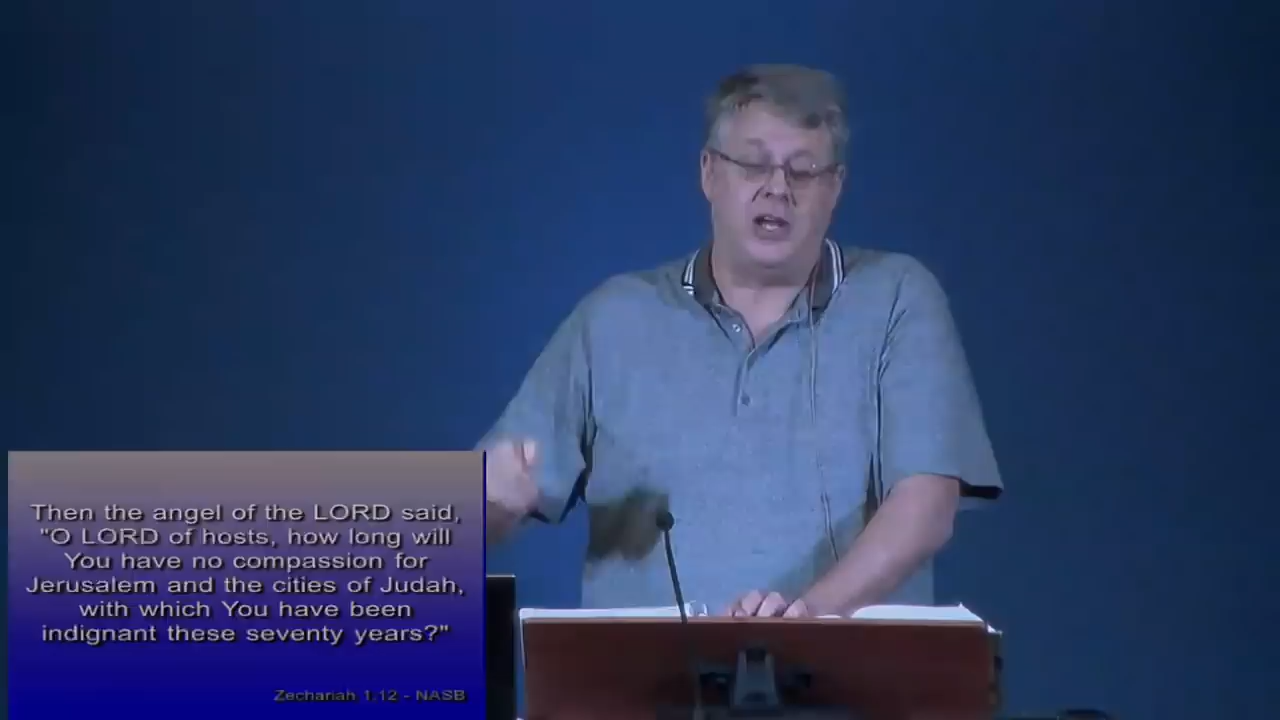 Then the angel of the LORD said,
"O LORD of hosts, how long will
You have no compassion for
Jerusalem and the cities of Judah,
with which You have been
indignant these seventy years?"
Zechariah 1.12 - NASB